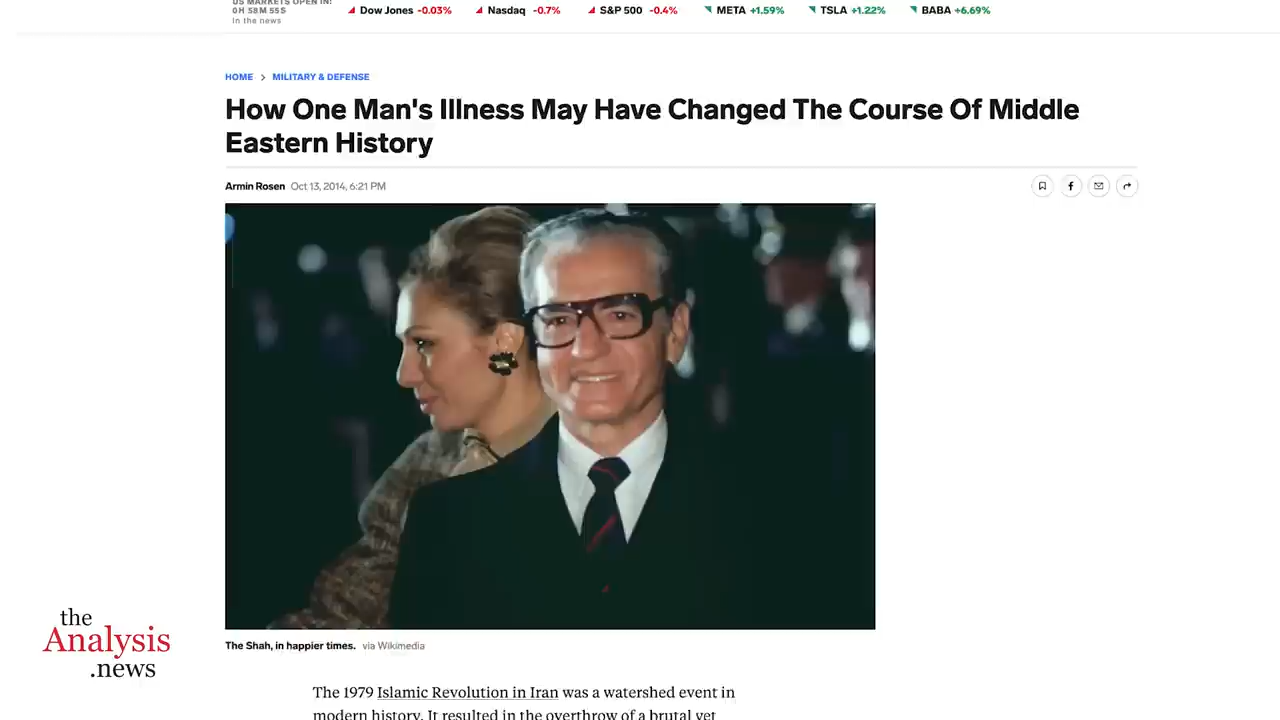 US MARKETS OPEN IN:
0H 58M 55S
In the news
Dow Jones -0.03% Nasdaq -0.7% S&P 500 -0.4% META +1.59% TSLA +1.22% BABA +6.69%
HOME > MILITARY & DEFENSE
How One Man's Illness May Have Changed The Course Of Middle
Eastern History
Armin Rosen Oct 13, 2014, 6:21 PM
The Shah, in happier times. via Wikimedia
the
Analysis
.news
The 1979 Islamic Revolution in Iran was a watershed event in
modern history. It resulted in the overthrow of a brutal yet